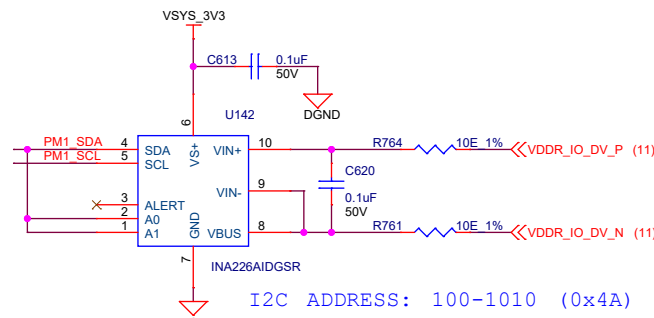 VSYS_3V3
C613
0.1uF
50V
DGND
U142
6
PM1_SDA
4
SDA
VS+
VIN+
10
R764
10E_1%
VDDR_IO_DV_P (11)
PM1_SCL
5
SCL
C620
VIN-
9
0.1uF
50V
3
ALERT
2
A0
GND
VBUS
8
R761
10E_1%
VDDR_IO_DV_N (11)
1
A1
7
INA226AIDGSR
I2C ADDRESS: 100-1010 (0x4A)